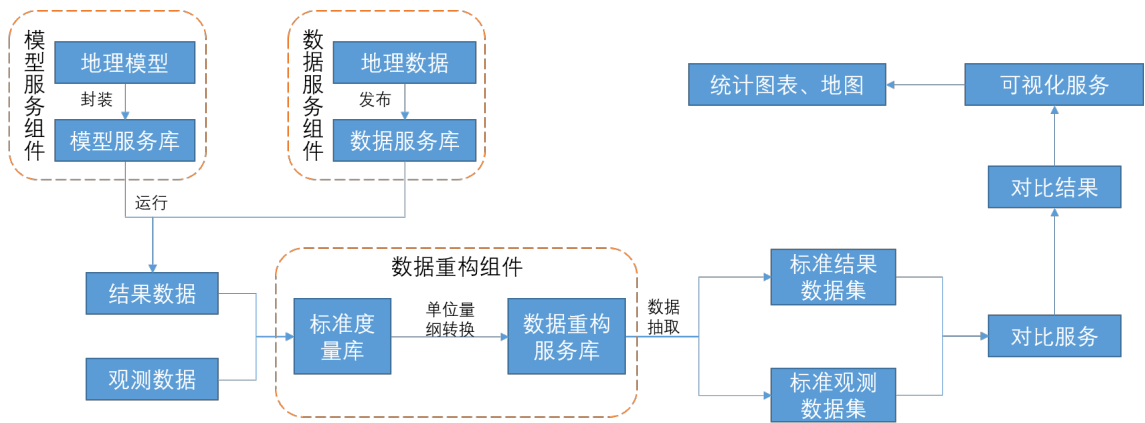 模型服务组件
地理模型
封装
模型服务库
数据服务组件
地理数据
发布
数据服务库
运行
结果数据
观测数据
数据重构组件
标准度
量库
单位量
纲转换
数据重构
服务库
数据
抽取
标准结果
数据集
标准观测
数据集
对比服务
对比结果
可视化服务
统计图表、地图